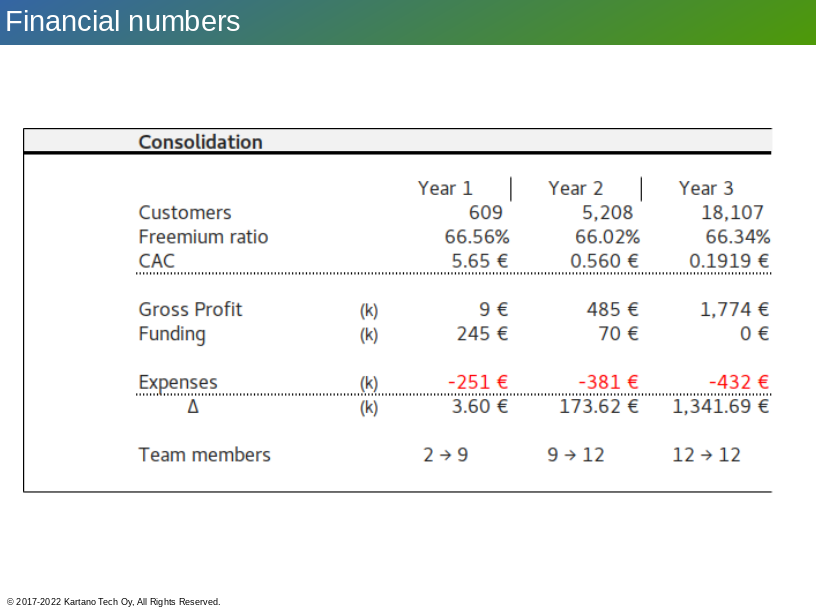 Financial numbers
Consolidation
Year 1 Year 2 Year 3
Customers 609 5,208 18,107
Freemium ratio 66.56% 66.02% 66.34%
CAC 5.65 € 0.560 € 0.1919 €
Gross Profit (k) 9 € 485 € 1,774 €
Funding (k) 245 € 70 € 0 €
Expenses (k) -251 € -381 € -432 €
Δ (k) 3.60 € 173.62 € 1,341.69 €
Team members 2 → 9 9 → 12 12 → 12
© 2017-2022 Kartano Tech Oy, All Rights Reserved.